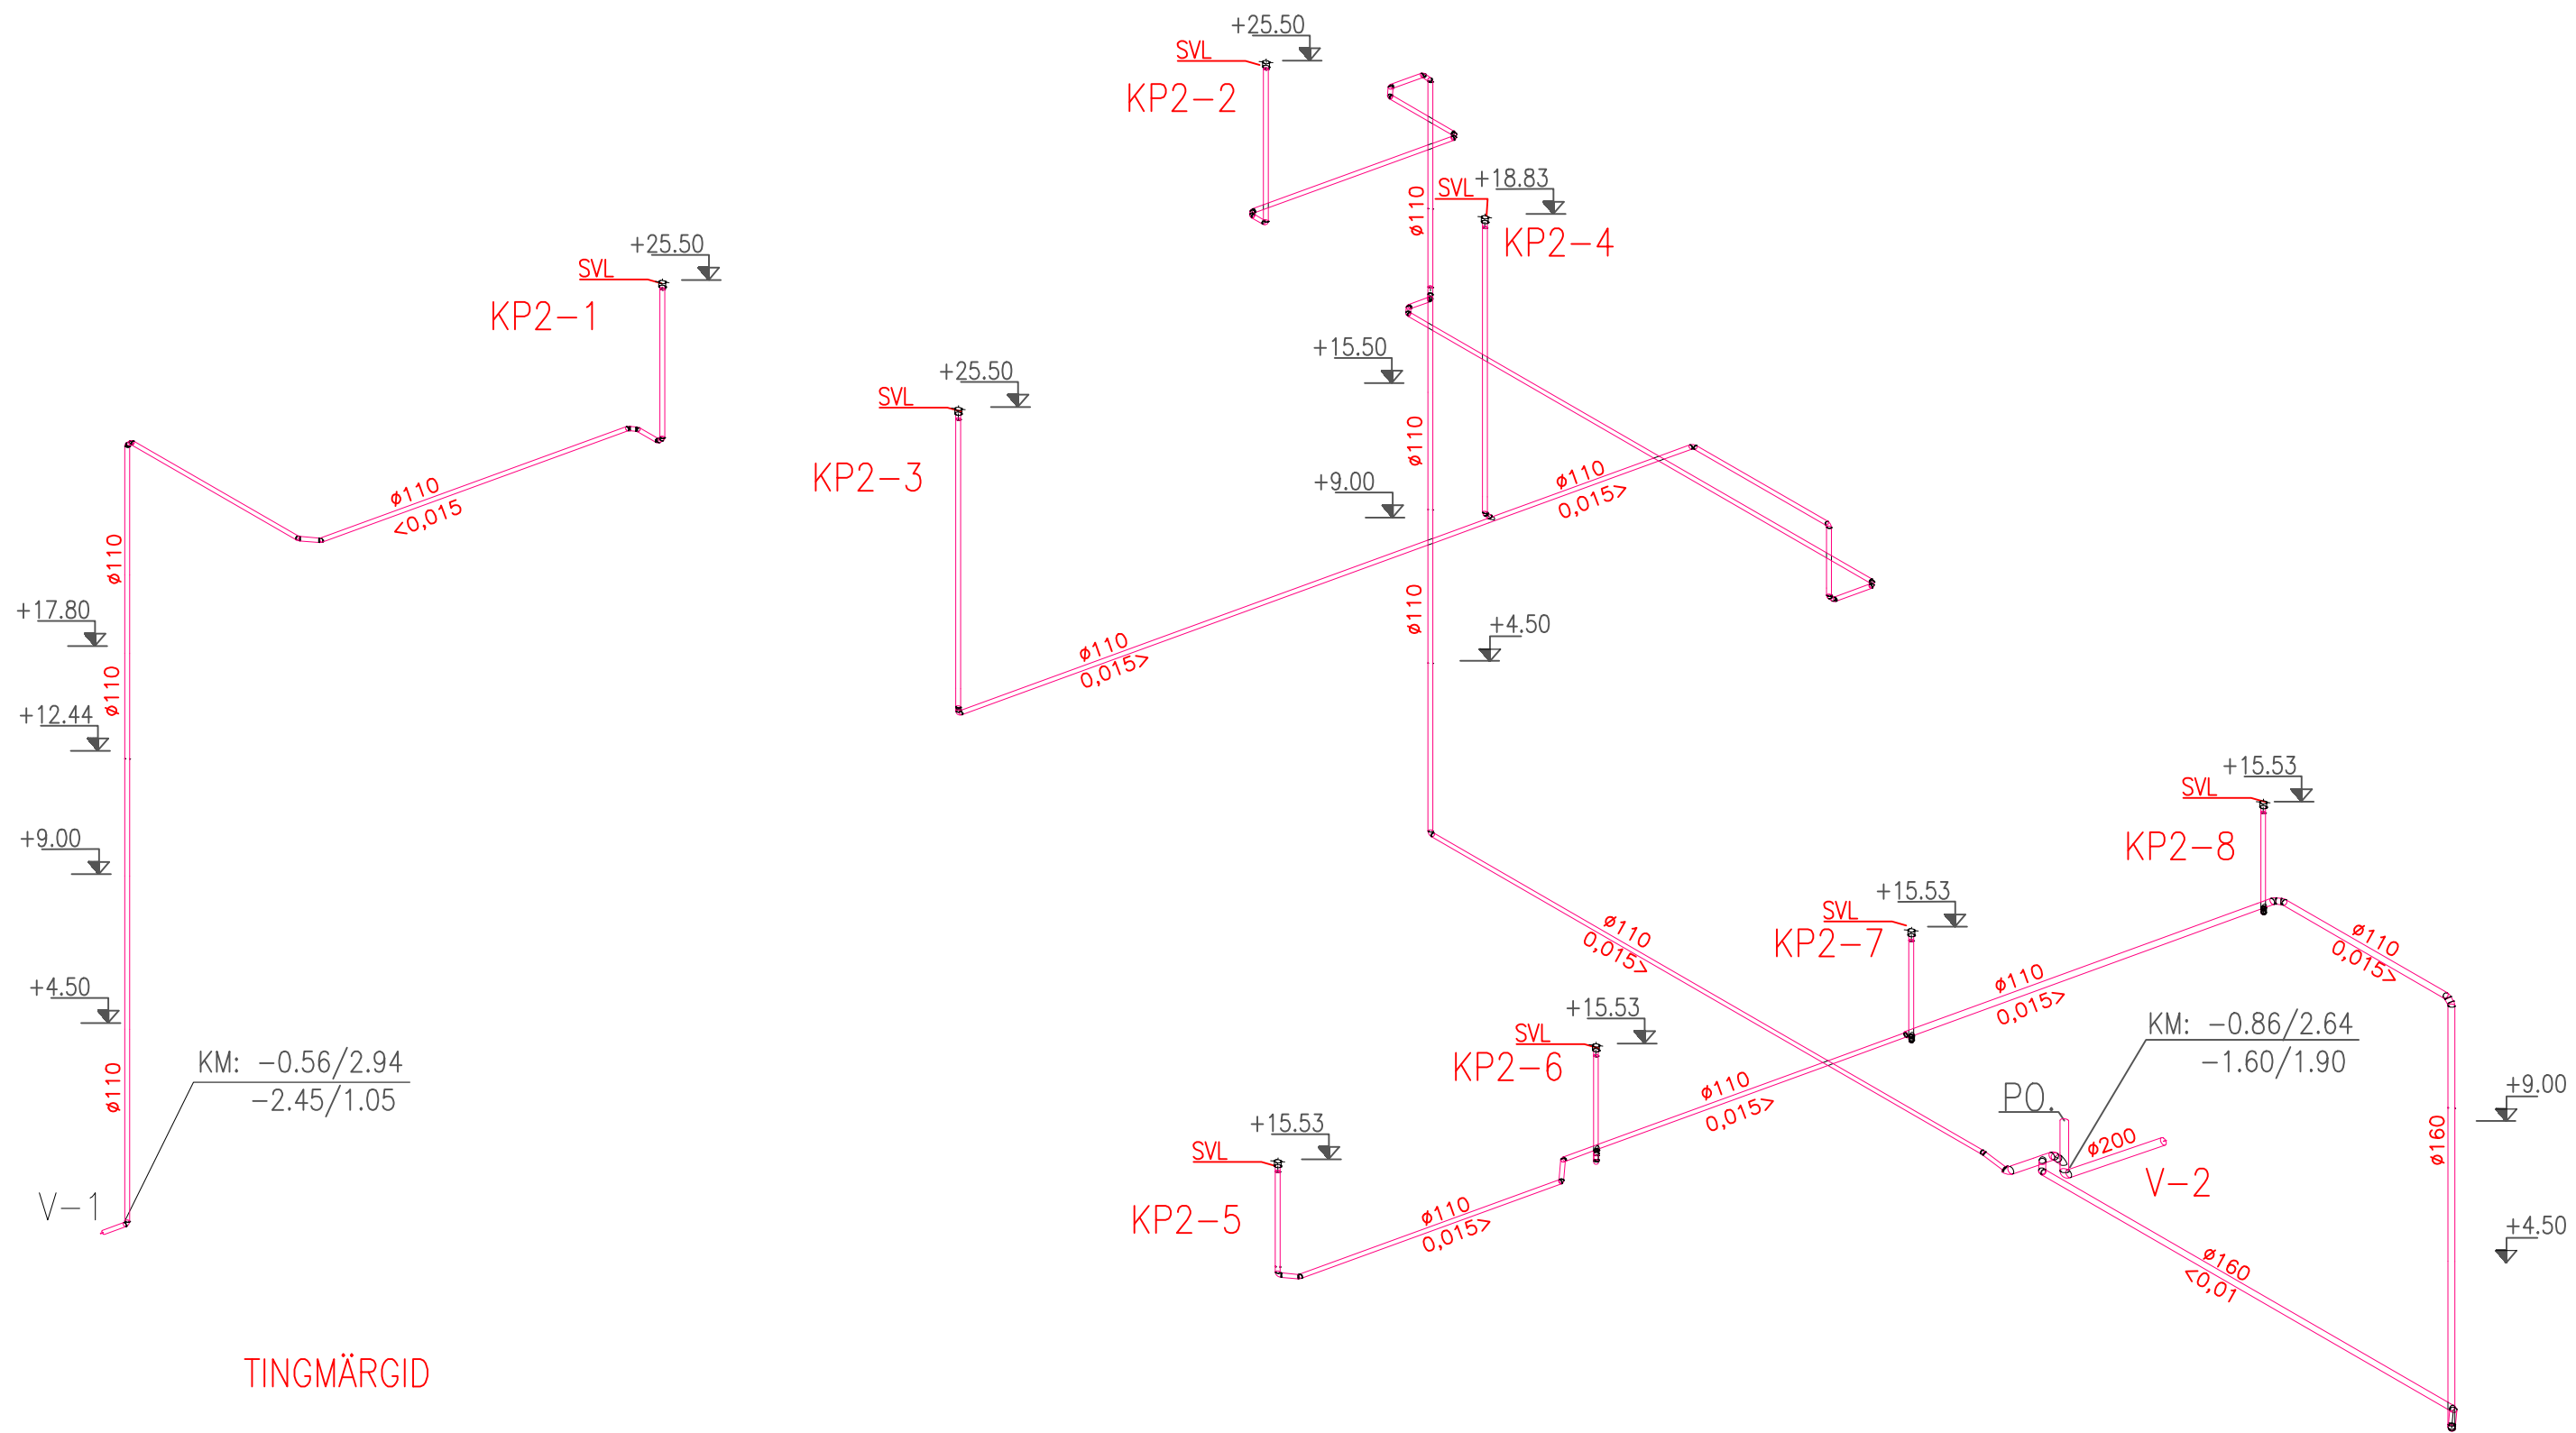 +25.50
SVL
KP2-2
SVL
+18.83
ø110
KP2-4
+25.50
SVL
KP2-1
+15.50
+25.50
SVL
KP2-3
ø110
+9.00
ø110
0,015>
ø110
<0,015
ø110
+17.80
ø110
+4.50
ø110
0,015>
ø110
+12.44
+9.00
+15.53
SVL
KP2-8
+15.53
SVL
KP2-7
ø110
0,015>
ø110
0,015>
ø110
0,015>
+4.50
+15.53
SVL
KP2-6
KM: -0.86/2.64
-1.60/1.90
KM: -0.56/2.94
-2.45/1.05
ø110
ø110
0,015>
PO.
+9.00
ø160
+15.53
SVL
KP2-5
ø200
V-2
V-1
ø110
0,015>
+4.50
ø160
<0,01
TINGMÄRGID